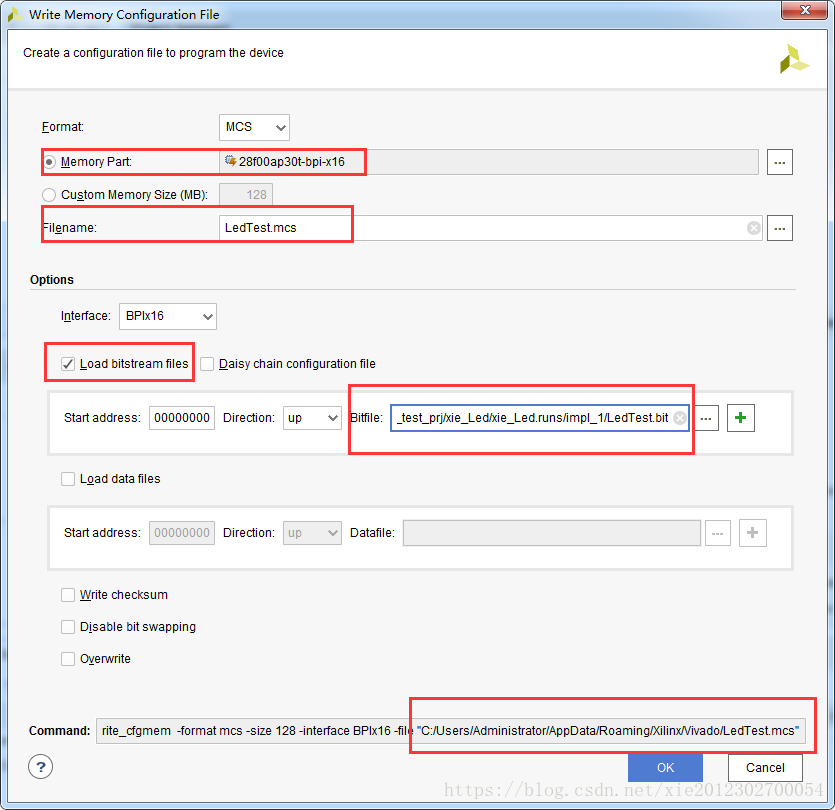 Write Memory Configuration File
Create a configuration file to program the device
Format: MCS
Memory Part: 28f00ap30t-bpi-x16 ...
Custom Memory Size (MB): 128
Filename: LedTest.mcs ...
Options
Interface: BPIx16
Load bitstream files Daisy chain configuration file
Start address: 00000000 Direction: up Bitfile: _test_prj/xie_Led/xie_Led.runs/impl_1/LedTest.bit ... +
Load data files
Start address: 00000000 Direction: up Datafile: ... +
Write checksum
Disable bit swapping
Overwrite
Command: rite_cfgmem -format mcs -size 128 -interface BPIx16 -file "C:/Users/Administrator/AppData/Roaming/Xilinx/Vivado/LedTest.mcs"
? OK Cancel
https://blog.csdn.net/xie2012302700054